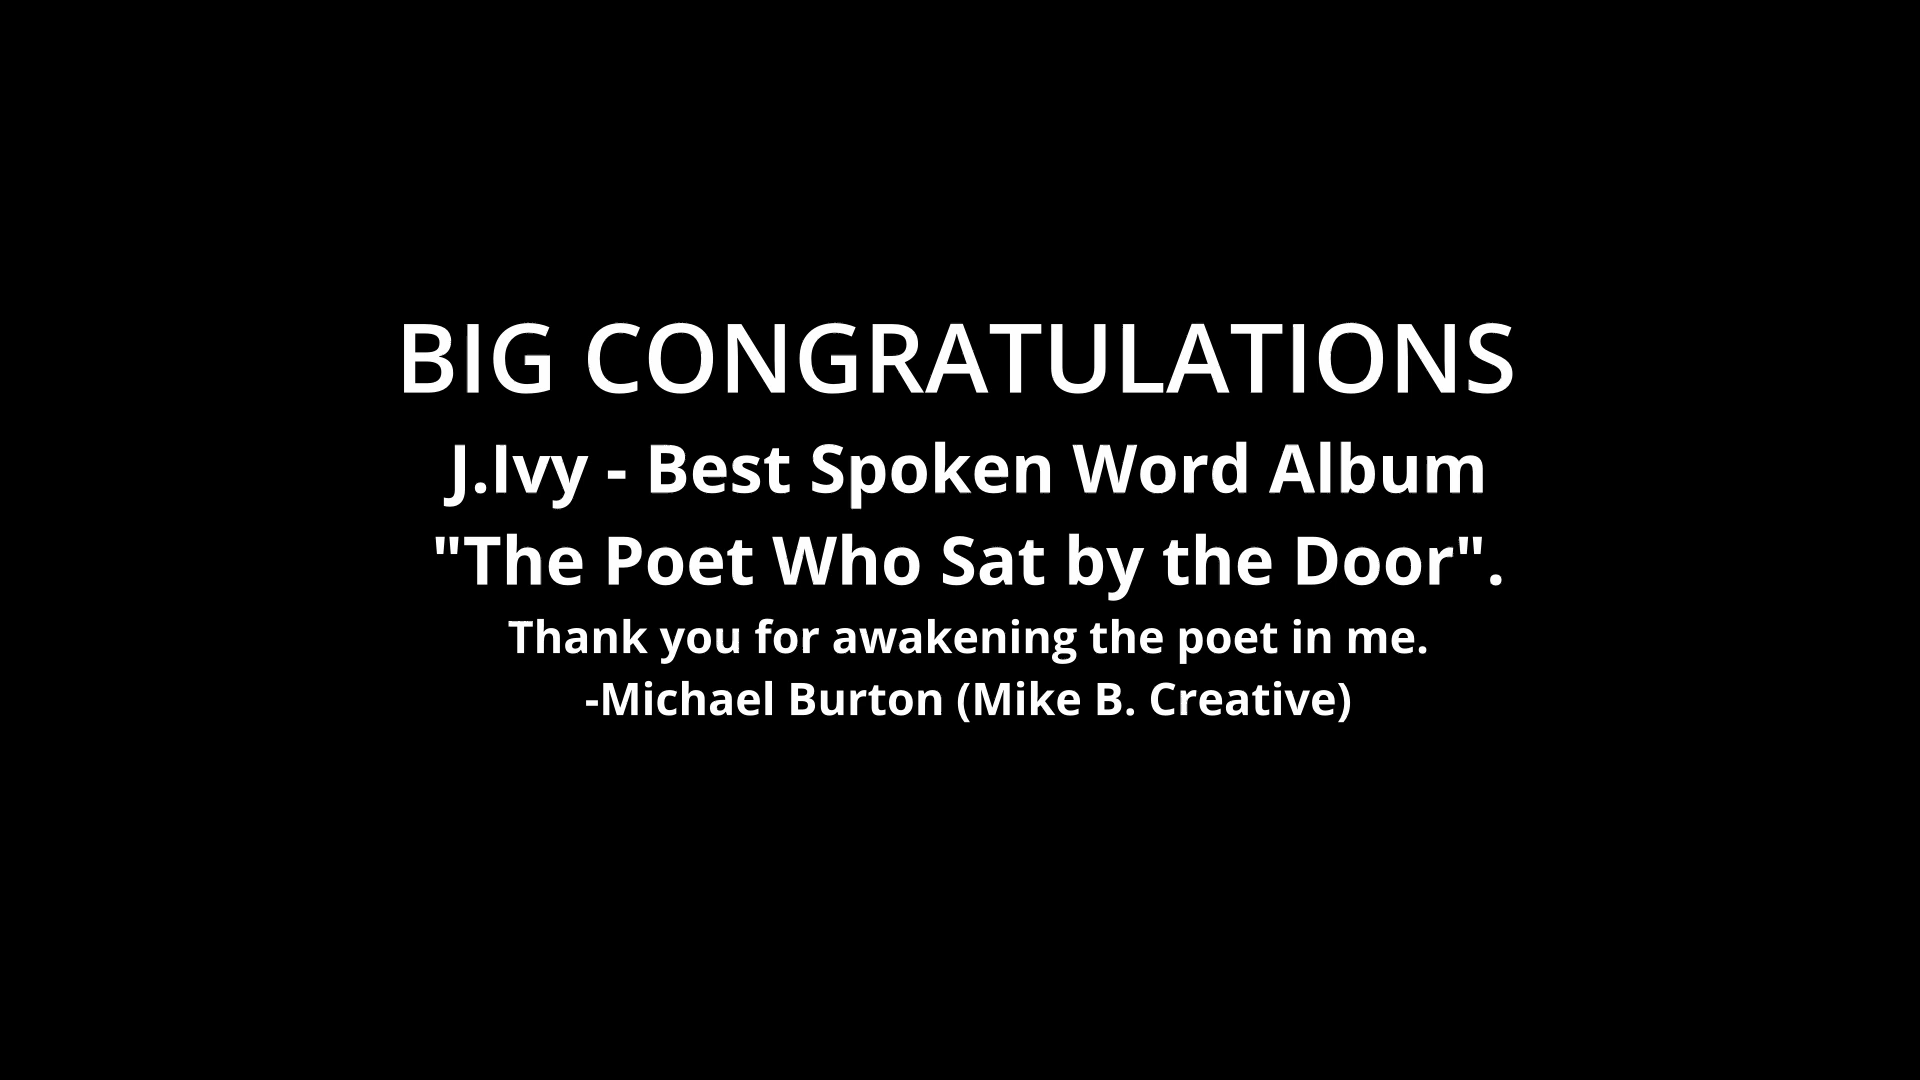 BIG CONGRATULATIONS
J.Ivy - Best Spoken Word Album
"The Poet Who Sat by the Door".
Thank you for awakening the poet in me.
-Michael Burton (Mike B. Creative)